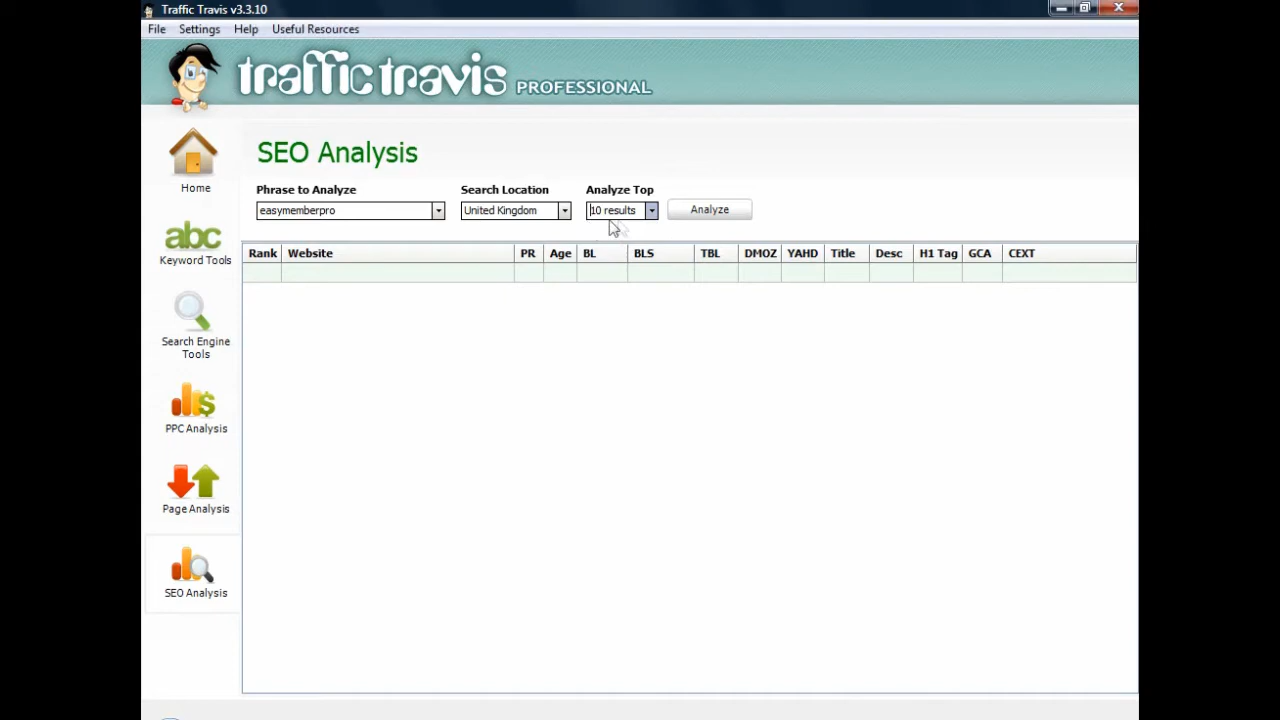 Traffic Travis v3.3.10
File Settings Help Useful Resources
traffic travis PROFESSIONAL
SEO Analysis
Phrase to Analyze Search Location Analyze Top
easymemberpro United Kingdom 10 results Analyze
Rank Website PR Age BL BLS TBL DMOZ YAHD Title Desc H1 Tag GCA CEXT
Home
abc
Keyword Tools
Search Engine
Tools
$
PPC Analysis
Page Analysis
SEO Analysis